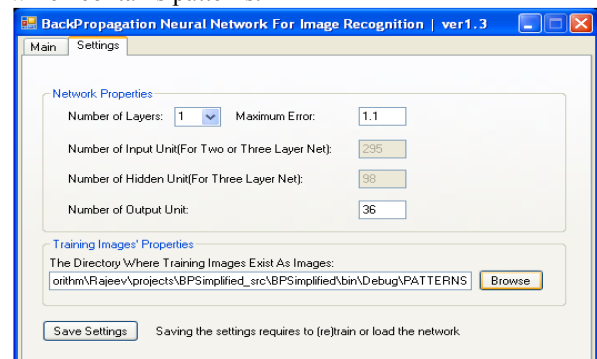 BackPropagation Neural Network For Image Recognition | ver1.3
Main Settings
Network Properties
Number of Layers: 1 Maximum Error: 1.1
Number of Input Unit(For Two or Three Layer Net): 295
Number of Hidden Unit(For Three Layer Net): 98
Number of Output Unit: 36
Training Images' Properties
The Directory Where Training Images Exist As Images:
orithm\Rajeev\projects\BPSimplified_src\BPSimplified\bin\Debug\PATTERNS Browse
Save Settings Saving the settings requires to (re)train or load the network